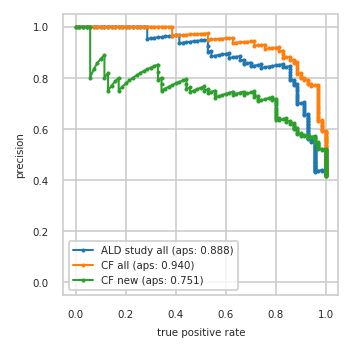 1.0
0.8
0.6
0.4
0.2
0.0
precision
ALD study all (aps: 0.888)
CF all (aps: 0.940)
CF new (aps: 0.751)
0.0 0.2 0.4 0.6 0.8 1.0
true positive rate